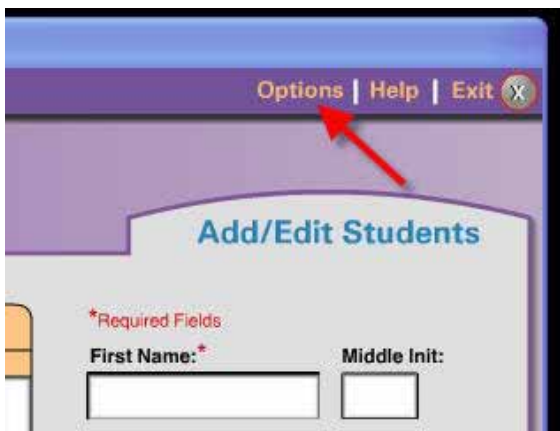 Options | Help | Exit X
Add/Edit Students
*Required Fields
First Name:* Middle Init: